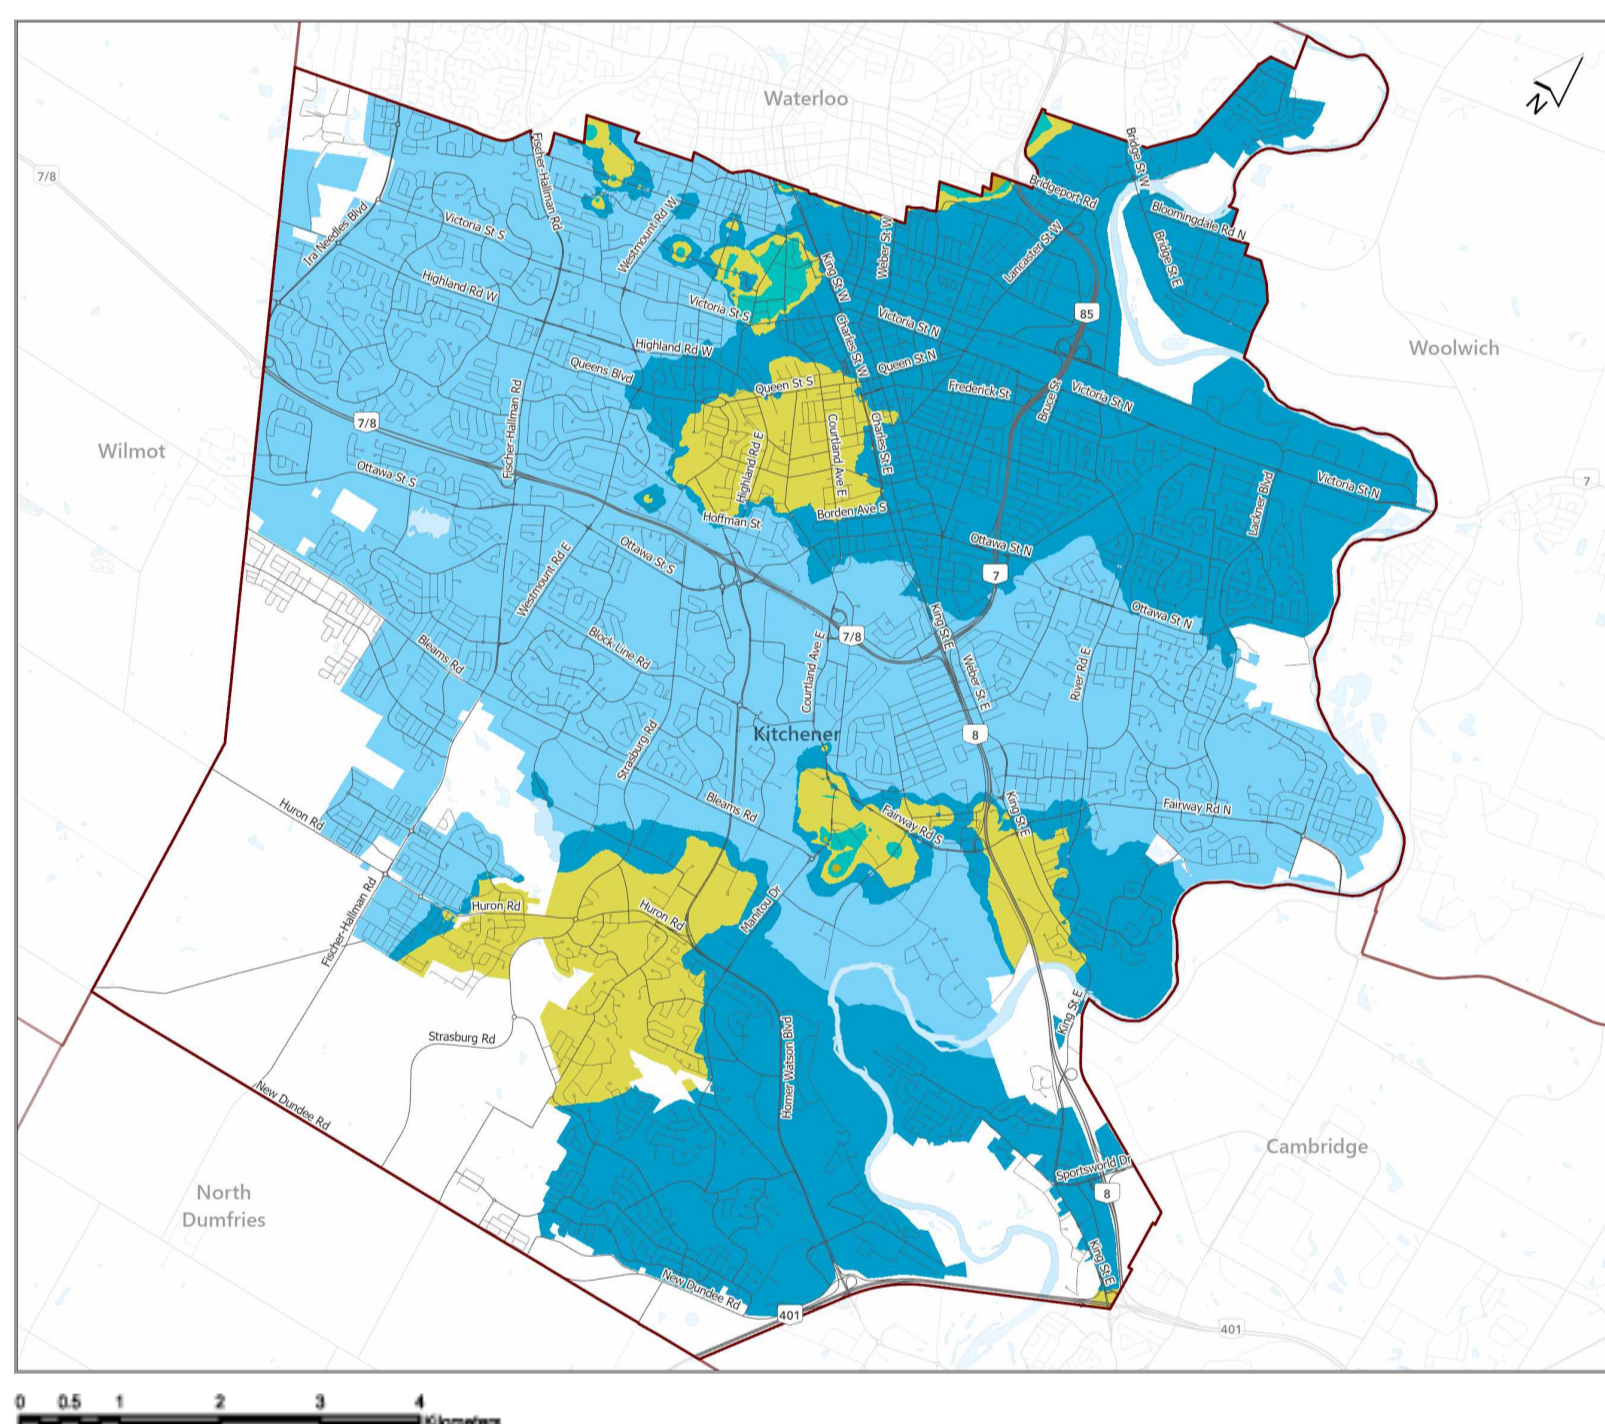 Waterloo
N
7/8
Fischer-Hallman Rd
Bridge St W
Bridgeport Rd
Ira Needles Blvd
Victoria St S
Westmount Rd W
Weber St W
Lancaster St W
Bloomingdale Rd N
Bridge St E
Highland Rd W
King St W
Victoria St S
Victoria St N
85
Woolwich
Highland Rd W
Charles St W
Queen St N
Queens Blvd
Queen St S
Frederick St
Bruce St
Victoria St N
Wilmot
7/8
Fischer-Hallman Rd
Highland Rd E
Courtland Ave E
Charles St E
Ottawa St S
Victoria St N
7
Lackner Blvd
Hoffman St
Borden Ave S
Ottawa St N
Ottawa St S
7
Westmount Rd E
Ottawa St N
Bleams Rd
Block Line Rd
7/8
King St E
Courtland Ave E
Weber St E
River Rd E
Strasburg Rd
Kitchener
8
Huron Rd
Bleams Rd
Fairway Rd S
King St E
Fairway Rd N
Fischer-Hallman Rd
Huron Rd
Huron Rd
Manitou Dr
Strasburg Rd
Homer Watson Blvd
King St E
New Dundee Rd
Cambridge
Sportsworld Dr
8
North
Dumfries
King St E
New Dundee Rd
401
401
0 0.5 1 2 3 4
Kilometers